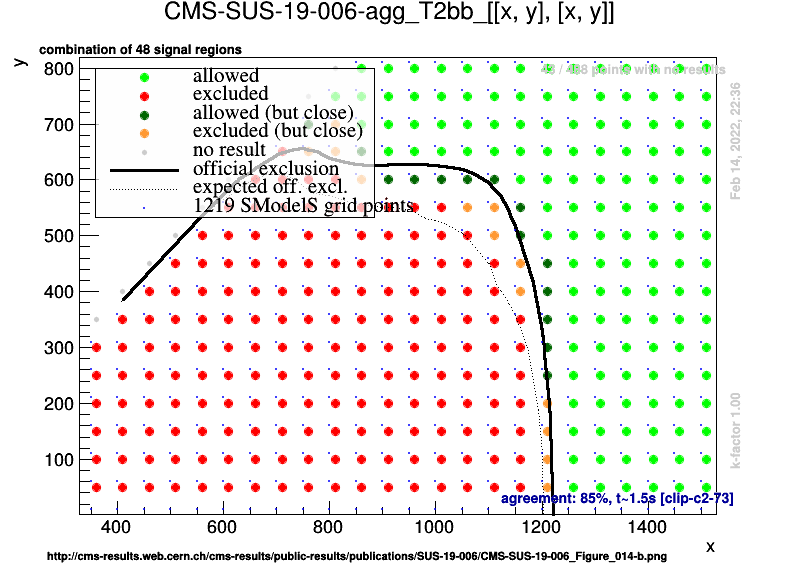 CMS-SUS-19-006-agg_T2bb_[[x, y], [x, y]]
combination of 48 signal regions
y
800
700
600
500
400
300
200
100
allowed
excluded
allowed (but close)
excluded (but close)
no result
official exclusion
expected off. excl.
1219 SModelS grid points
points with no results
Feb 14, 2022, 22:36
k-factor 1.00
agreement: 85%, t~1.5s [clip-c2-73]
400 600 800 1000 1200 1400
x
http://cms-results.web.cern.ch/cms-results/public-results/publications/SUS-19-006/CMS-SUS-19-006_Figure_014-b.png